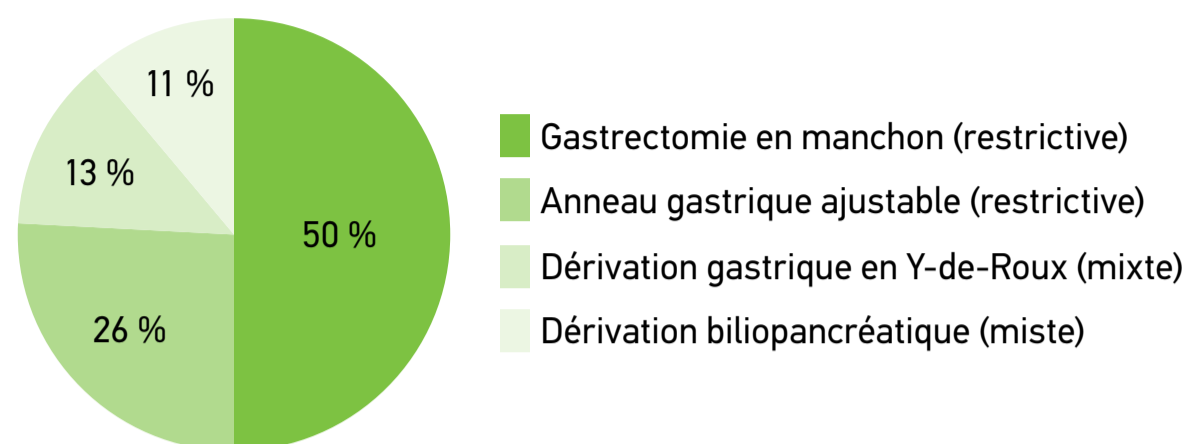 11 %
13 %
50 %
26 %
Gastrectomie en manchon (restrictive)
Anneau gastrique ajustable (restrictive)
Dérivation gastrique en Y-de-Roux (mixte)
Dérivation biliopancréatique (miste)